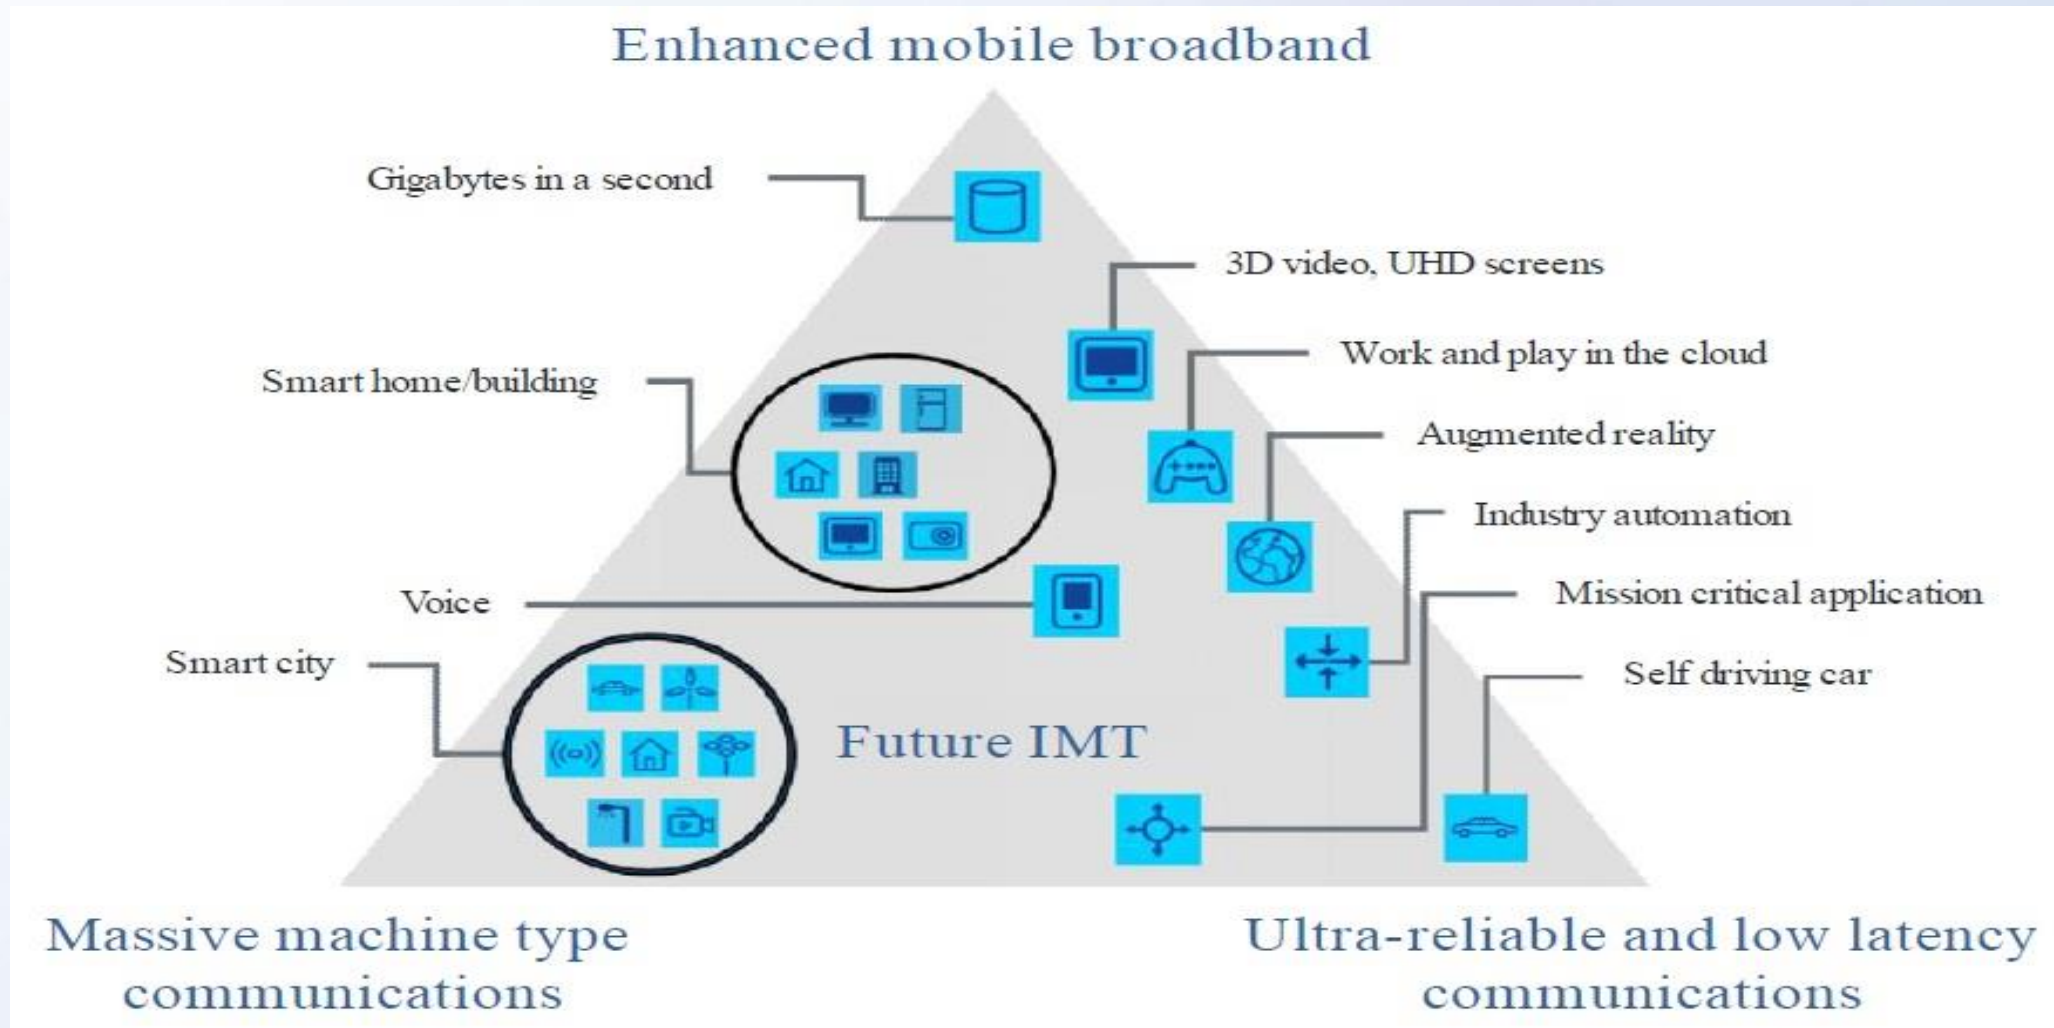 Enhanced mobile broadband
Gigabytes in a second
3D video, UHD screens
Work and play in the cloud
Smart home/building
Augmented reality
Industry automation
Mission critical application
Voice
Smart city
Self driving car
Future IMT
Massive machine type
communications
Ultra-reliable and low latency
communications